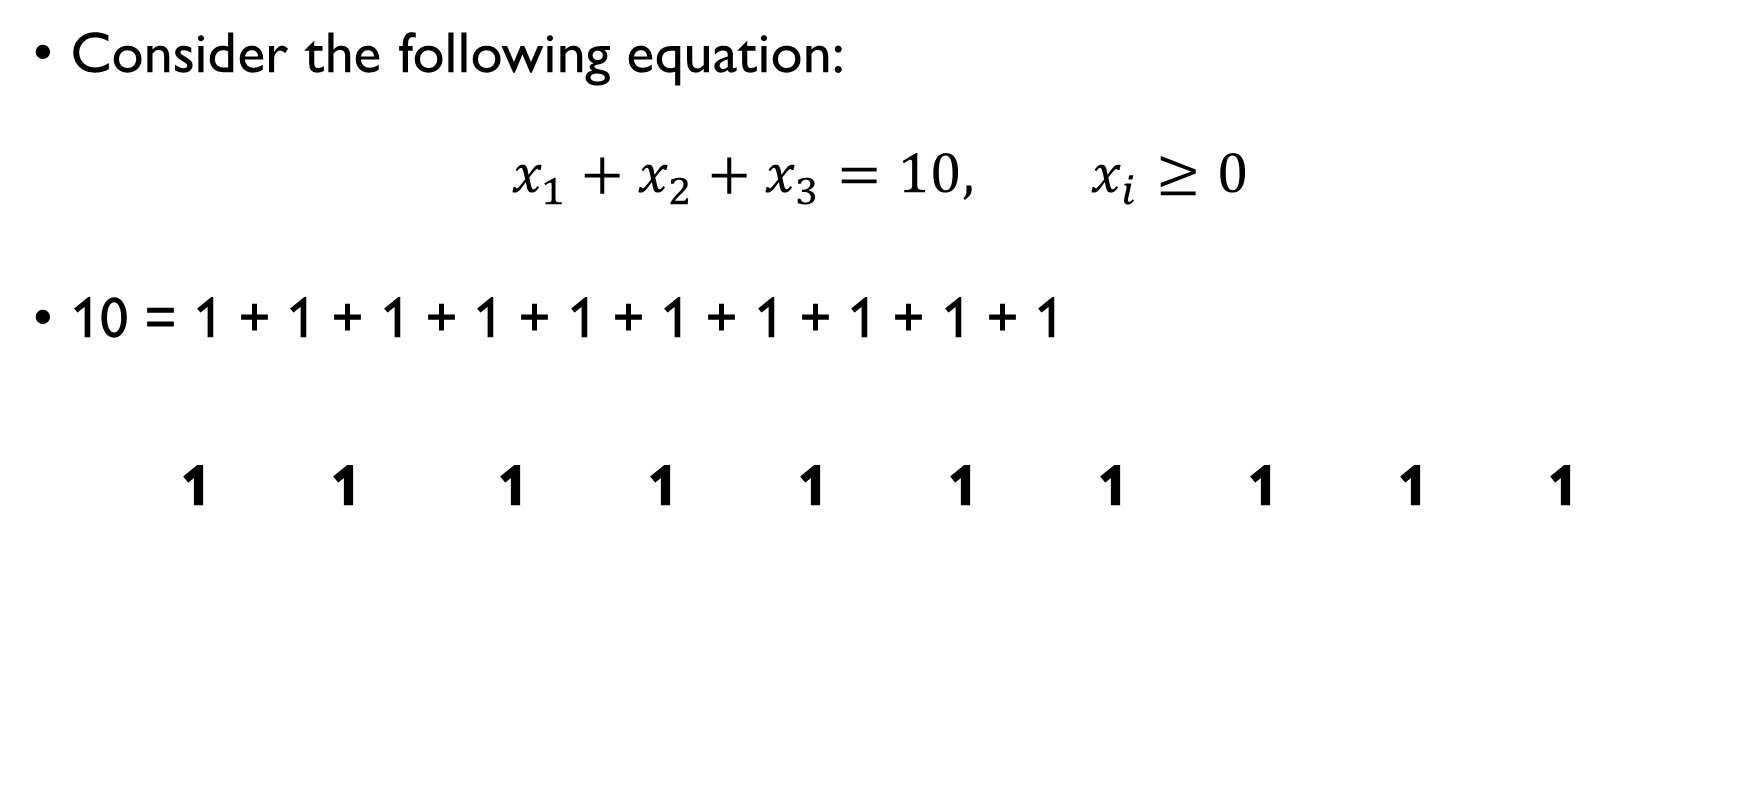 • Consider the following equation:
x₁ + x₂ + x₃ = 10, xᵢ ≥ 0
• 10 = 1 + 1 + 1 + 1 + 1 + 1 + 1 + 1 + 1 + 1
1 1 1 1 1 1 1 1 1 1